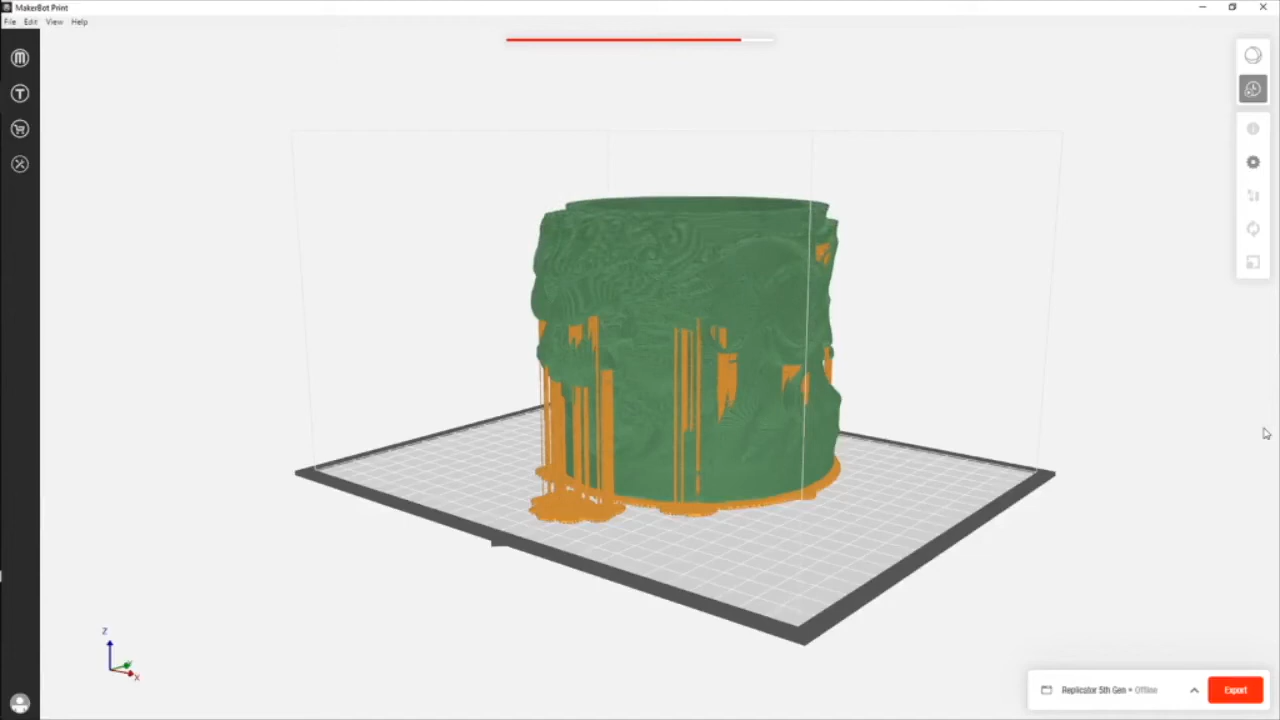 MakerBot Print
File Edit View Help
Z
X
Replicator 5th Gen • Offline
Export